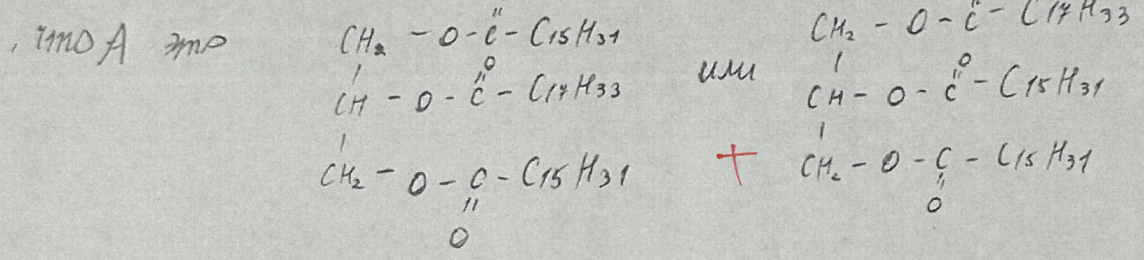 , что А это
CH₂ - O - C - C₁₅H₃₁
O
CH - O - C - C₁₇H₃₃
CH₂ - O - C - C₁₅H₃₁
O
или
CH₂ - O - C - C₁₇H₃₃
O
CH - O - C - C₁₅H₃₁
+
CH₂ - O - C - C₁₅H₃₁
O